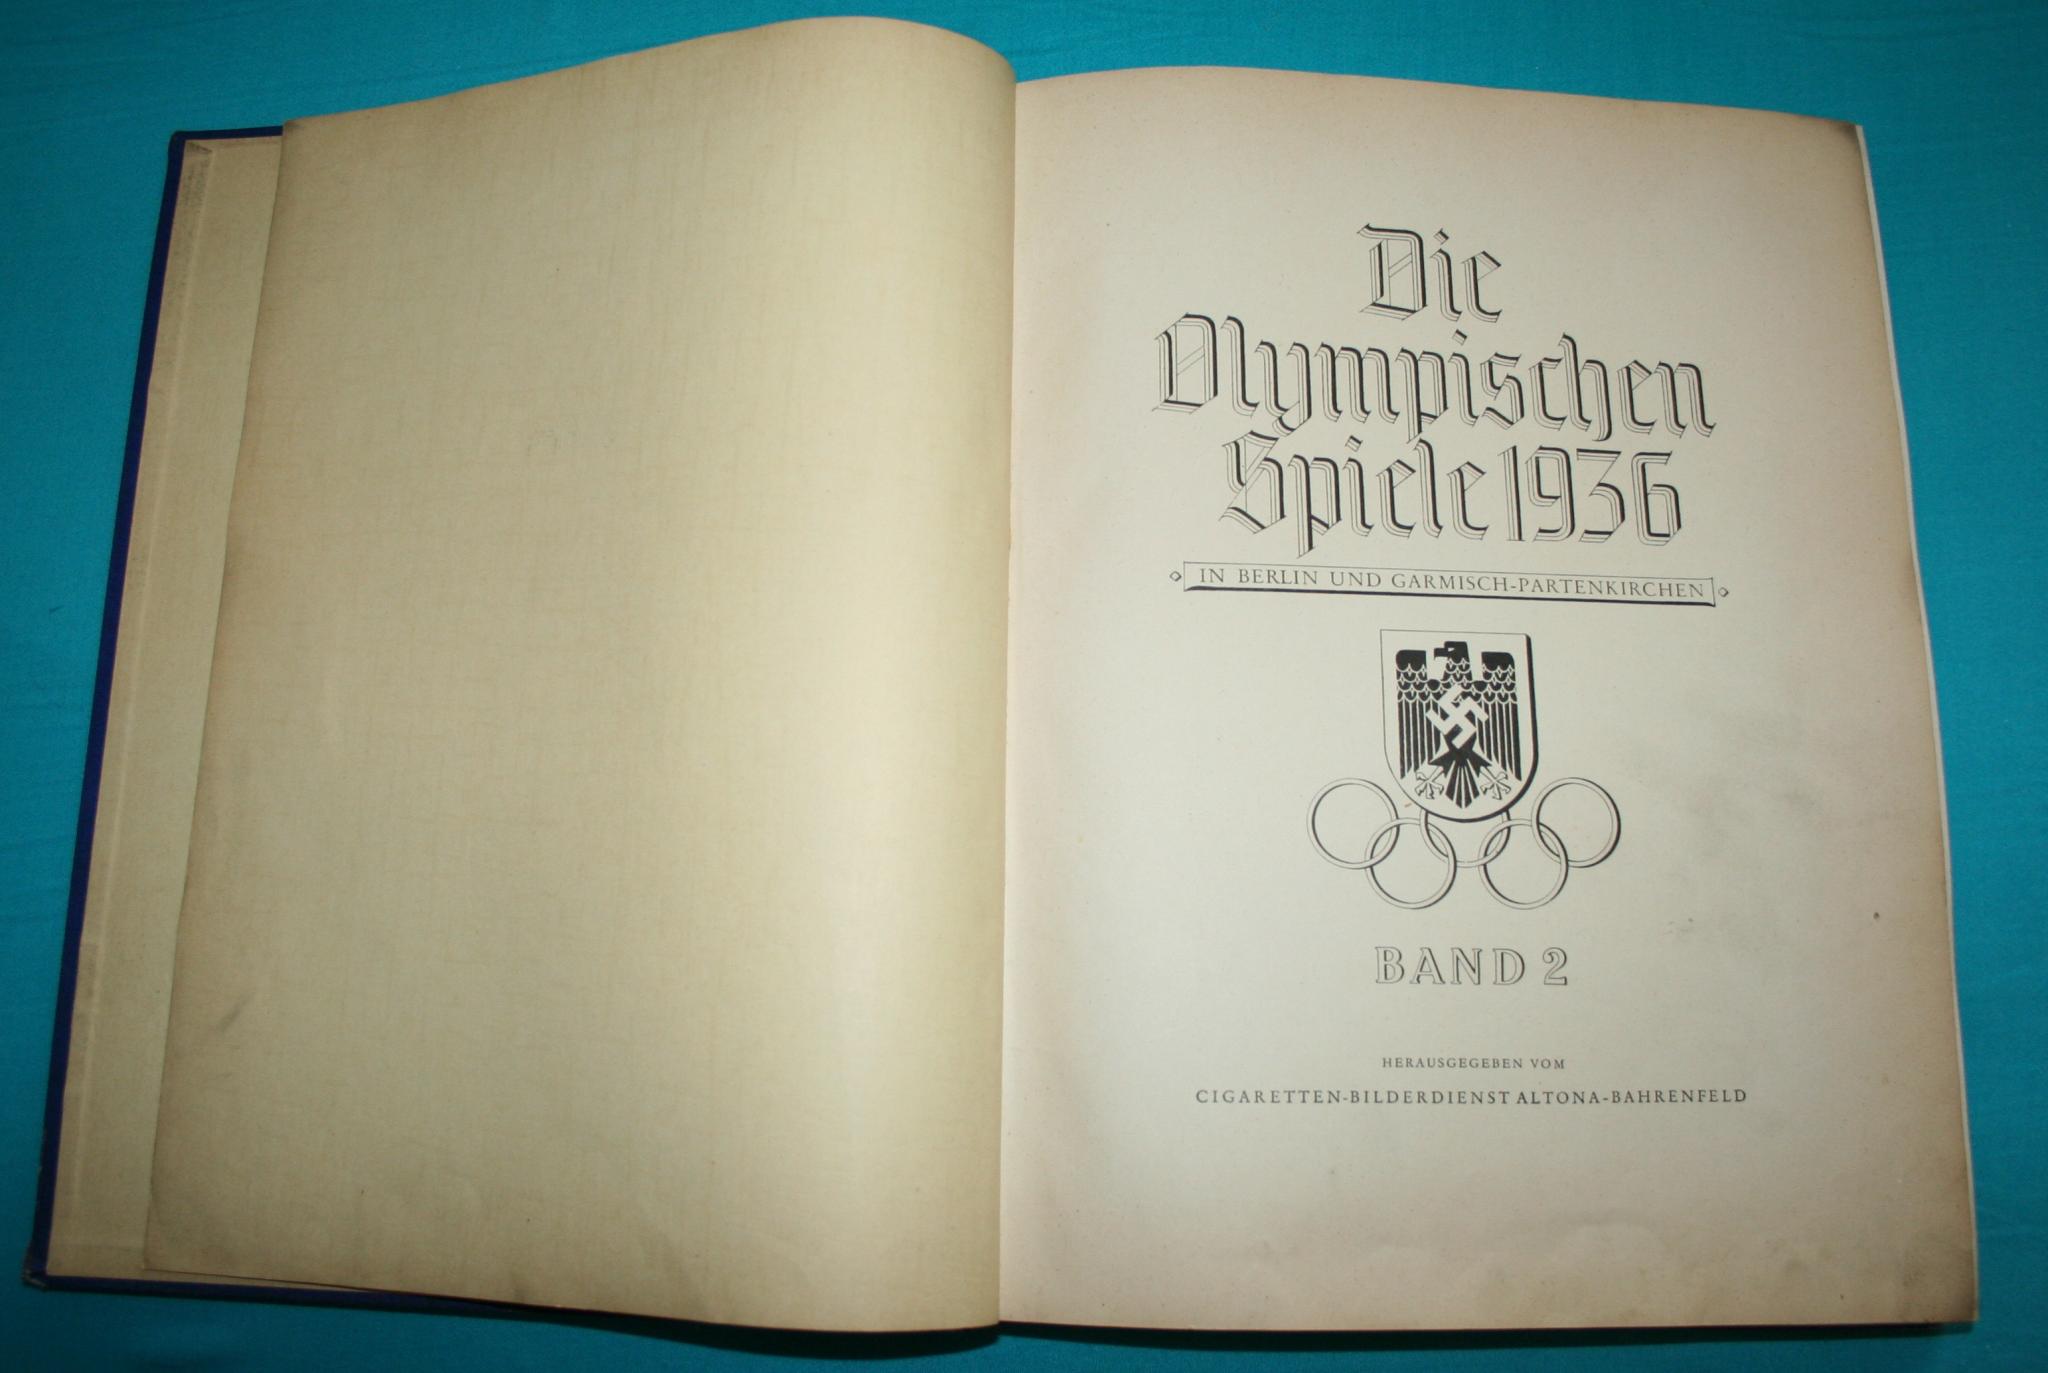 Die
Olympischen
Spiele 1936
IN BERLIN UND GARMISCH-PARTENKIRCHEN
BAND 2
HERAUSGEGEBEN VOM
CIGARETTEN-BILDERDIENST ALTONA-BAHRENFELD